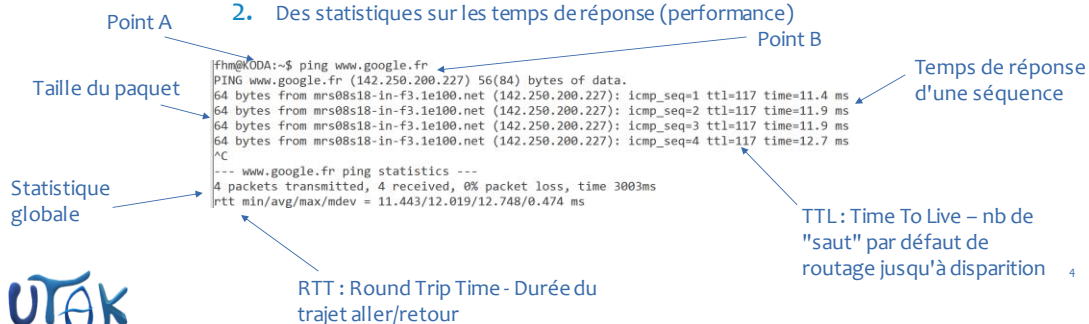 2. Des statistiques sur les temps de réponse (performance)
Point A
Point B
fhm@KODA:~$ ping www.google.fr
PING www.google.fr (142.250.200.227) 56(84) bytes of data.
64 bytes from mrs08s18-in-f3.1e100.net (142.250.200.227): icmp_seq=1 ttl=117 time=11.4 ms
64 bytes from mrs08s18-in-f3.1e100.net (142.250.200.227): icmp_seq=2 ttl=117 time=11.9 ms
64 bytes from mrs08s18-in-f3.1e100.net (142.250.200.227): icmp_seq=3 ttl=117 time=11.9 ms
64 bytes from mrs08s18-in-f3.1e100.net (142.250.200.227): icmp_seq=4 ttl=117 time=12.7 ms
^C
--- www.google.fr ping statistics ---
4 packets transmitted, 4 received, 0% packet loss, time 3003ms
rtt min/avg/max/mdev = 11.443/12.019/12.748/0.474 ms
Taille du paquet
Temps de réponse
d'une séquence
Statistique
globale
TTL : Time To Live – nb de
"saut" par défaut de
routage jusqu'à disparition
RTT : Round Trip Time - Durée du
trajet aller/retour
UTAK
4